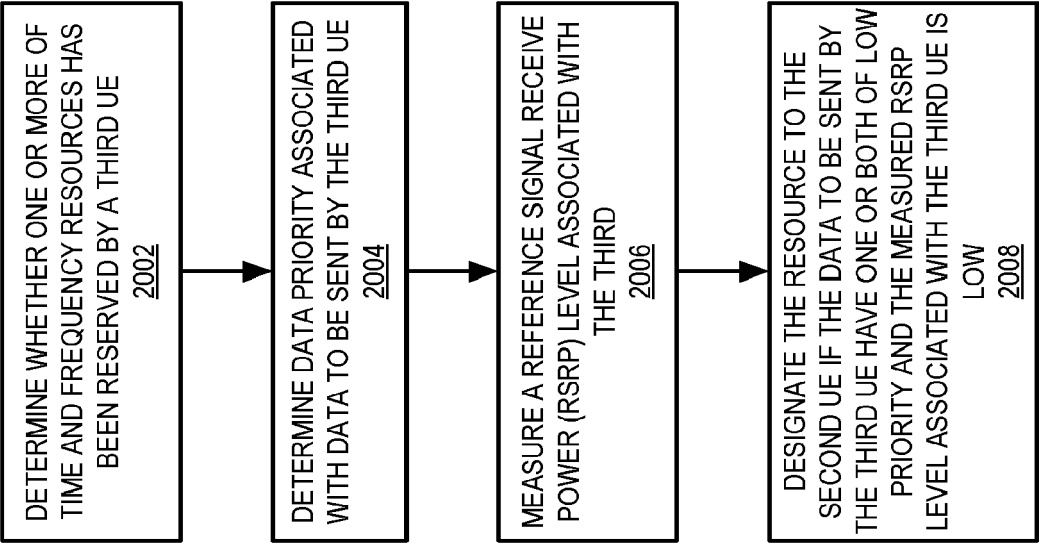 DETERMINE WHETHER ONE OR MORE OF
TIME AND FREQUENCY RESOURCES HAS
BEEN RESERVED BY A THIRD UE
2002
DETERMINE DATA PRIORITY ASSOCIATED
WITH DATA TO BE SENT BY THE THIRD UE
2004
MEASURE A REFERENCE SIGNAL RECEIVE
POWER (RSRP) LEVEL ASSOCIATED WITH
THE THIRD
2006
DESIGNATE THE RESOURCE TO THE
SECOND UE IF THE DATA TO BE SENT BY
THE THIRD UE HAVE ONE OR BOTH OF LOW
PRIORITY AND THE MEASURED RSRP
LEVEL ASSOCIATED WITH THE THIRD UE IS
LOW
2008